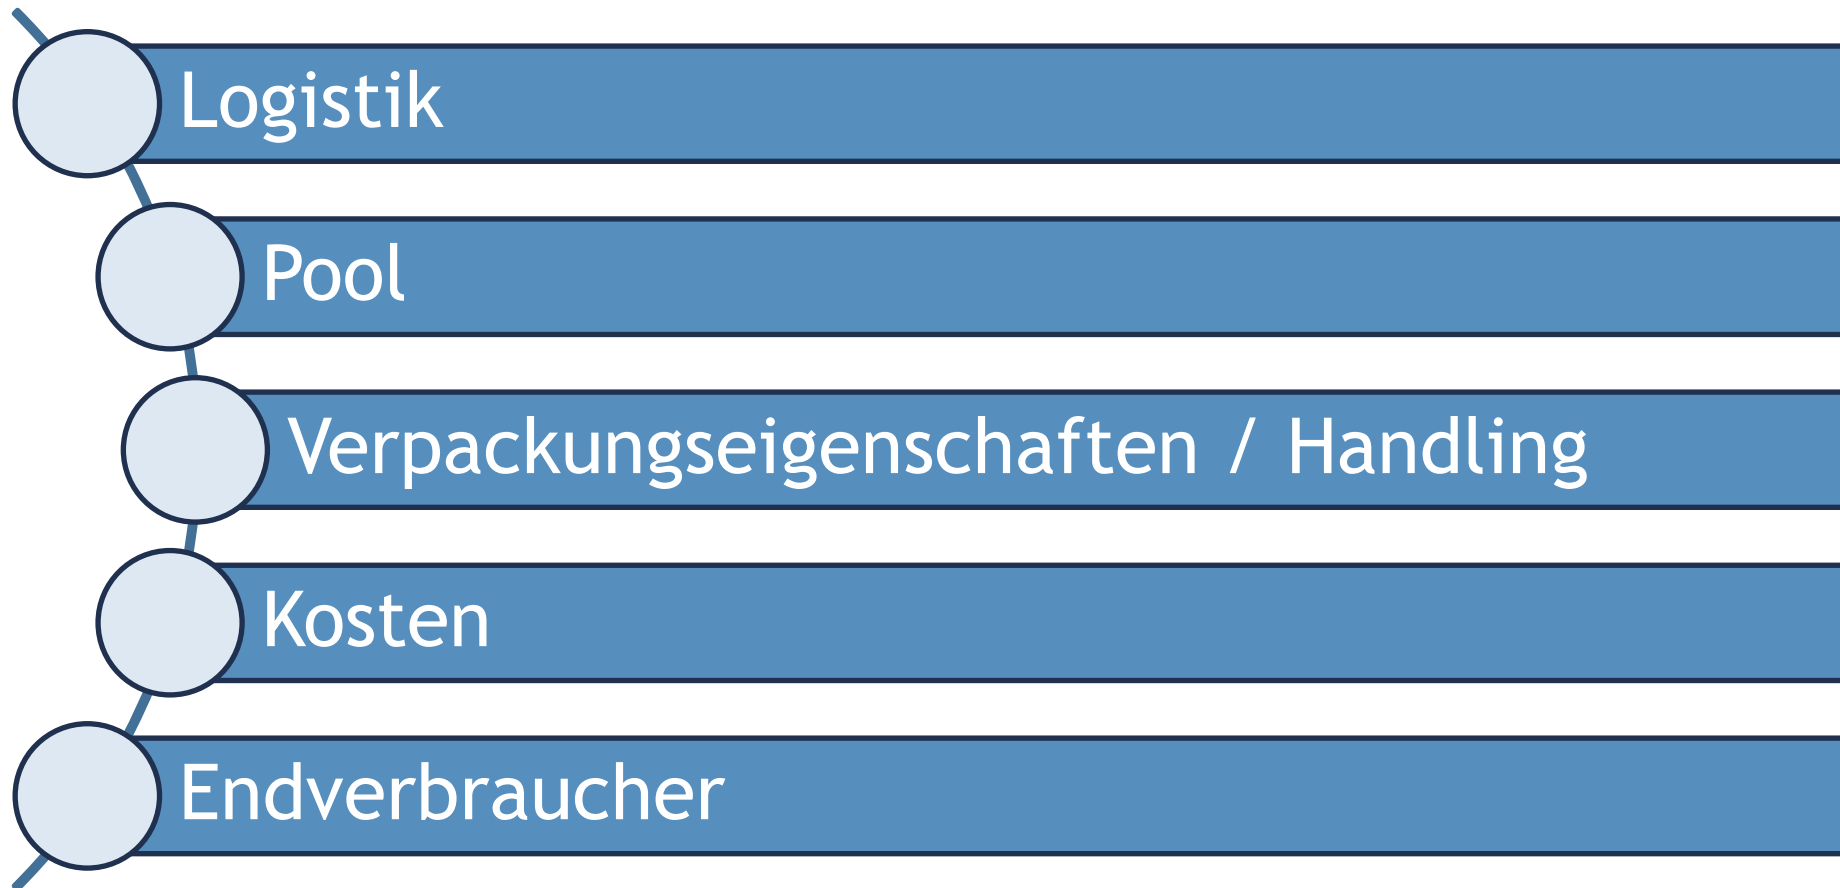 Logistik
Pool
Verpackungseigenschaften / Handling
Kosten
Endverbraucher